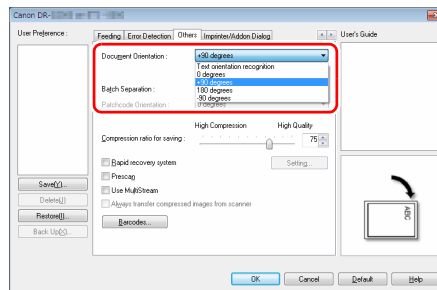 Canon DR-
User Preference :
Feeding
Error Detection
Others
Imprinter/Addon Dialog
User's Guide
Document Orientation :
+90 degrees
Text orientation recognition
0 degrees
+90 degrees
180 degrees
-90 degrees
Batch Separation :
Patchcode Orientation :
0 degrees
High Compression
High Quality
Compression ratio for saving :
75
Rapid recovery system
Setting...
Prescan
Use MultiStream
Always transfer compressed images from scanner
Barcodes...
Save(Y)...
Delete(J)
Restore(I)...
Back Up(K)...
ABC
OK
Cancel
Default
Help